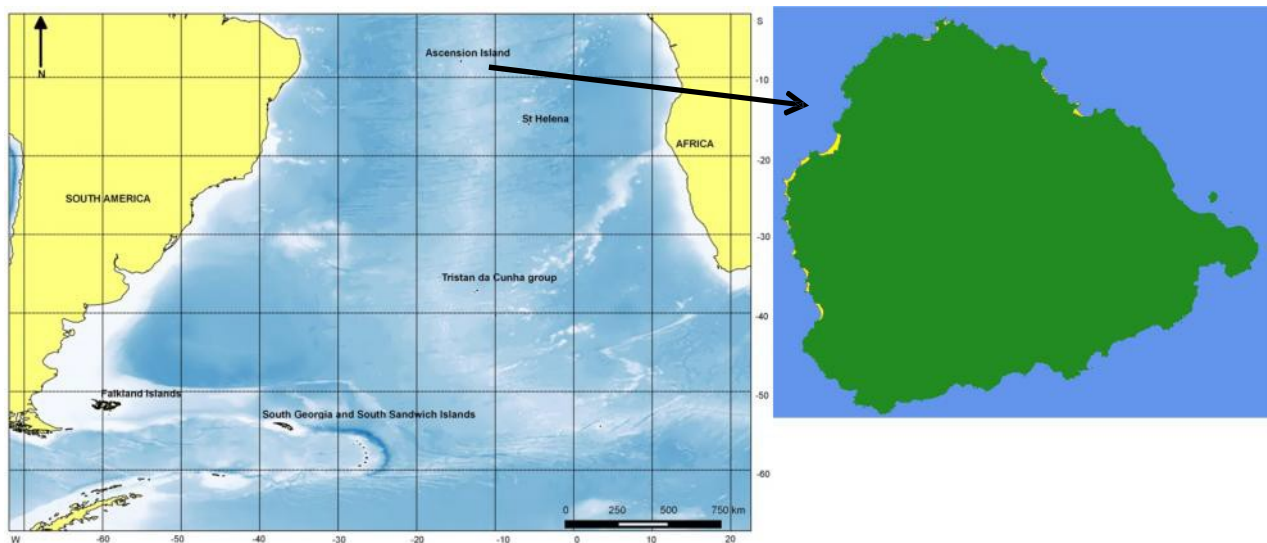 S
N
Ascension Island
-10
St Helena
AFRICA
-20
SOUTH AMERICA
-30
Tristan da Cunha group
-40
-50
Falkland Islands
South Georgia and South Sandwich Islands
-60
0 250 500 750 km
W -60 -50 -40 -30 -20 -10 0 10 20